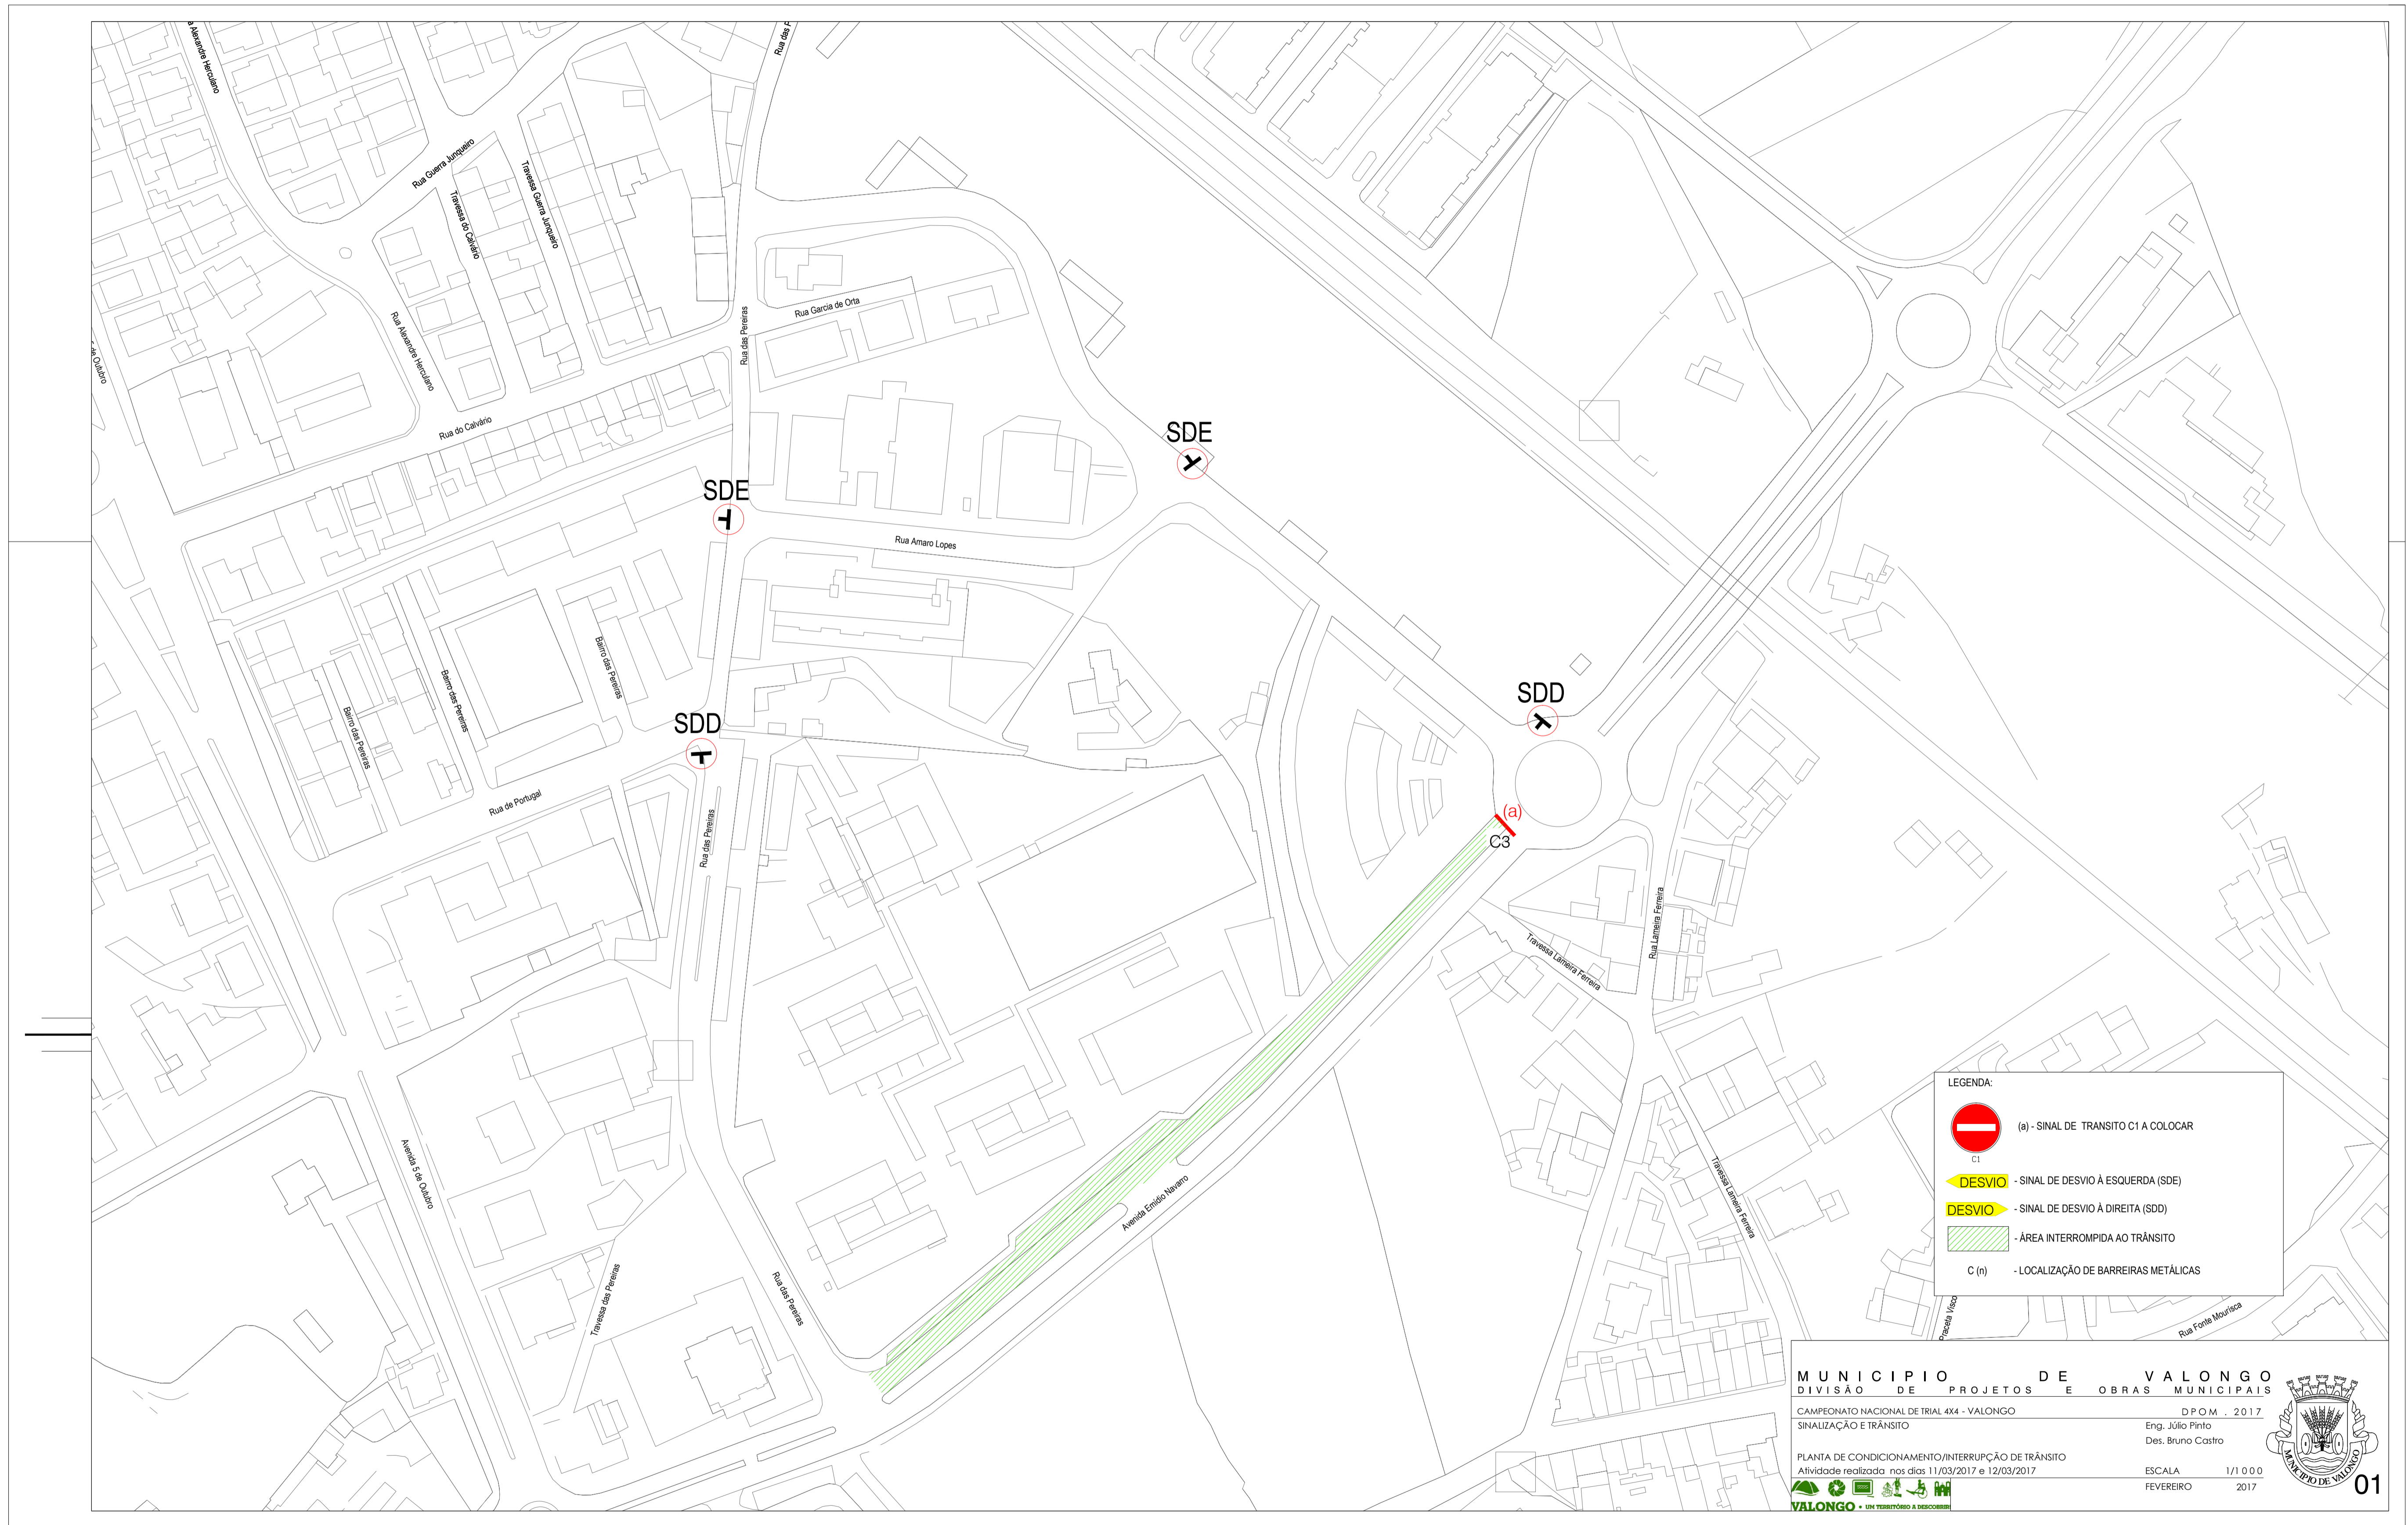 a Alexandre Herculano
Rua das P
Rua Guerra Junqueiro
Travessa do Calvário
Travessa Guerra Junqueiro
Rua Alexandre Herculano
Rua Garcia de Orta
Rua das Pereiras
de Outubro
Rua do Calvário
SDE
SDE
Rua Amaro Lopes
Bairro das Pereiras
Bairro das Pereiras
Bairro das Pereiras
SDD
SDD
Rua de Portugal
Rua das Pereiras
(a)
C3
Rua Lameira Ferreira
Travessa Lameira Ferreira
Avenida 5 de Outubro
Avenida Emídio Navarro
Travessa Lameira Ferreira
Travessa das Pereiras
Rua das Pereiras
LEGENDA:
C1
(a) - SINAL DE TRANSITO C1 A COLOCAR
DESVIO - SINAL DE DESVIO À ESQUERDA (SDE)
DESVIO - SINAL DE DESVIO À DIREITA (SDD)
- ÁREA INTERROMPIDA AO TRÂNSITO
C (n) - LOCALIZAÇÃO DE BARREIRAS METÁLICAS
Praceta Visco
Rua Fonte Mourisca
MUNICIPIO DE VALONGO
DIVISÃO DE PROJETOS E OBRAS MUNICIPAIS
CAMPEONATO NACIONAL DE TRIAL 4X4 - VALONGO
DPOM . 2017
SINALIZAÇÃO E TRÂNSITO
Eng. Júlio Pinto
Des. Bruno Castro
PLANTA DE CONDICIONAMENTO/INTERRUPÇÃO DE TRÂNSITO
Atividade realizada nos dias 11/03/2017 e 12/03/2017
ESCALA 1/1000
FEVEREIRO 2017
MUNICIPIO DE VALONGO
01
VALONGO • UM TERRITÓRIO A DESCOBRIR